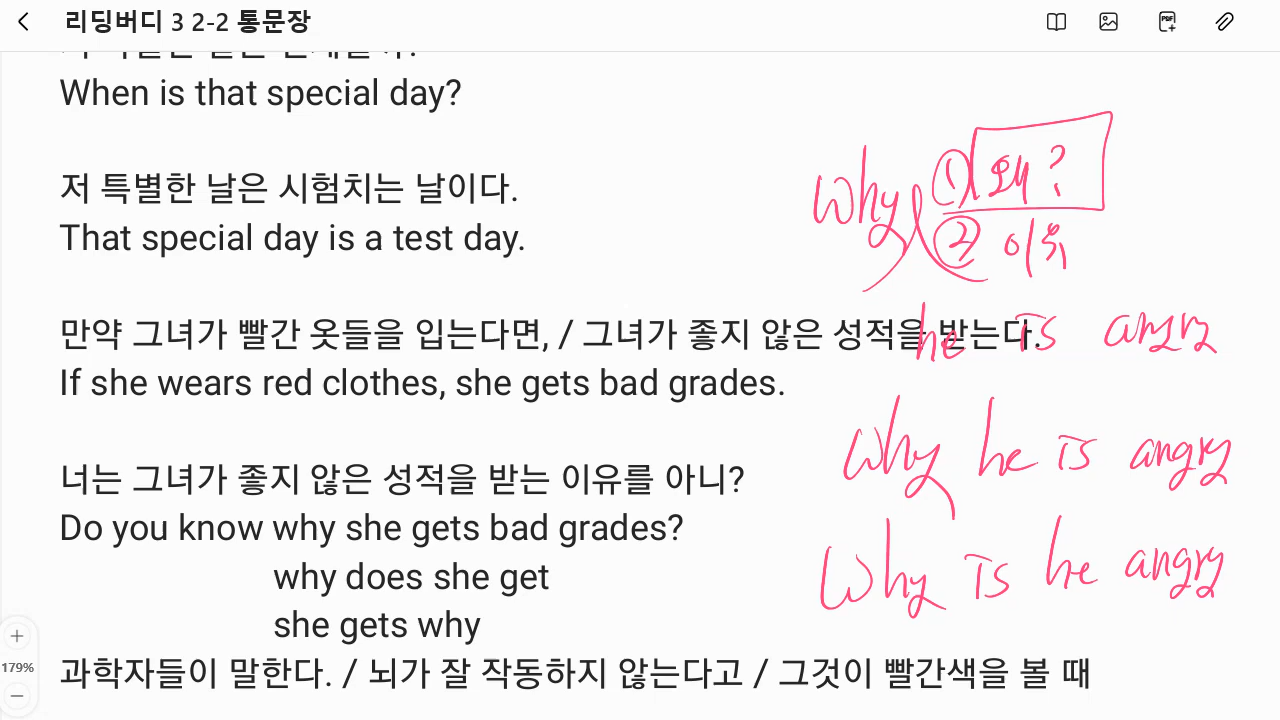 리딩버디 3 2-2 통문장
When is that special day?
저 특별한 날은 시험치는 날이다.
That special day is a test day.
만약 그녀가 빨간 옷들을 입는다면, / 그녀가 좋지 않은 성적을 받는다.
If she wears red clothes, she gets bad grades.
너는 그녀가 좋지 않은 성적을 받는 이유를 아니?
Do you know why she gets bad grades?
why does she get
she gets why
과학자들이 말한다. / 뇌가 잘 작동하지 않는다고 / 그것이 빨간색을 볼 때
why ① 왜?
② 이유
he is angry
why he is angry
Why is he angry
PDF
179%